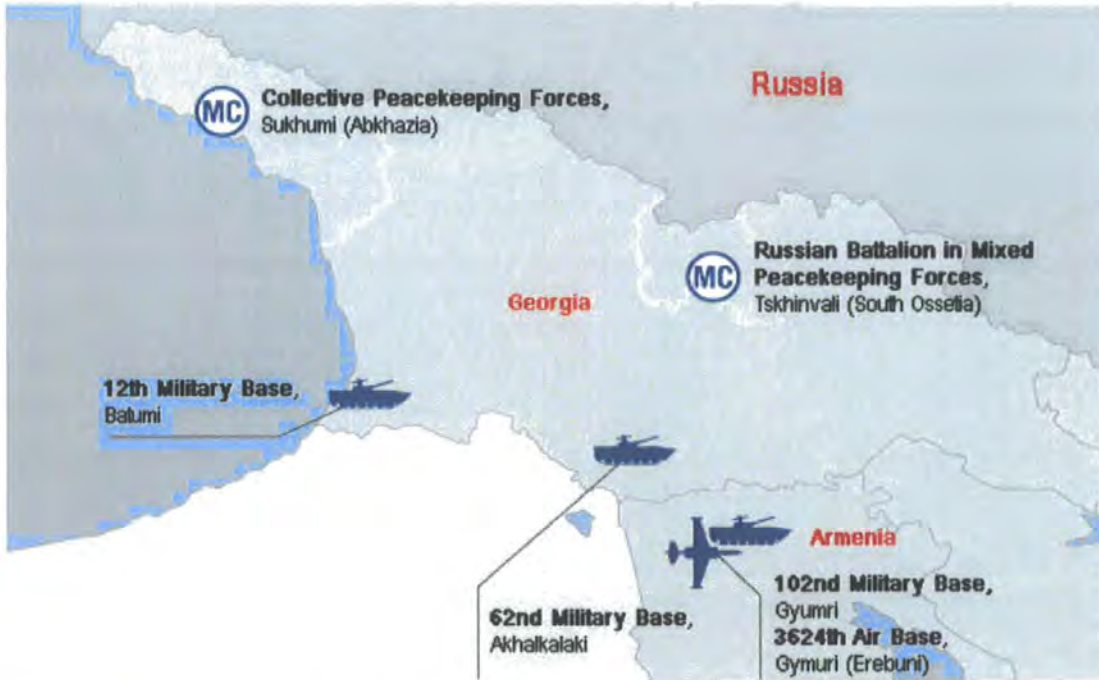 Russia
MC
Collective Peacekeeping Forces,
Sukhumi (Abkhazia)
MC
Russian Battalion in Mixed
Peacekeeping Forces,
Tskhinvali (South Ossetia)
Georgia
12th Military Base,
Batumi
Armenia
62nd Military Base,
Akhalkalaki
102nd Military Base,
Gyumri
3624th Air Base,
Gymuri (Erebuni)